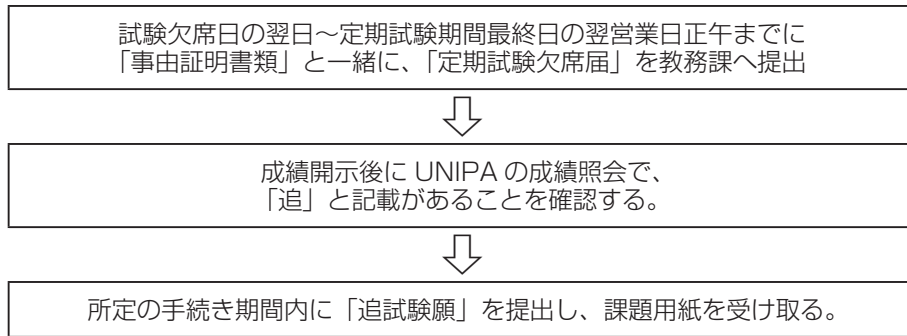 試験欠席日の翌日～定期試験期間最終日の翌営業日正午までに
「事由証明書類」と一緒に、「定期試験欠席届」を教務課へ提出
成績開示後に UNIPA の成績照会で、
「追」と記載があることを確認する。
所定の手続き期間内に「追試験願」を提出し、課題用紙を受け取る。